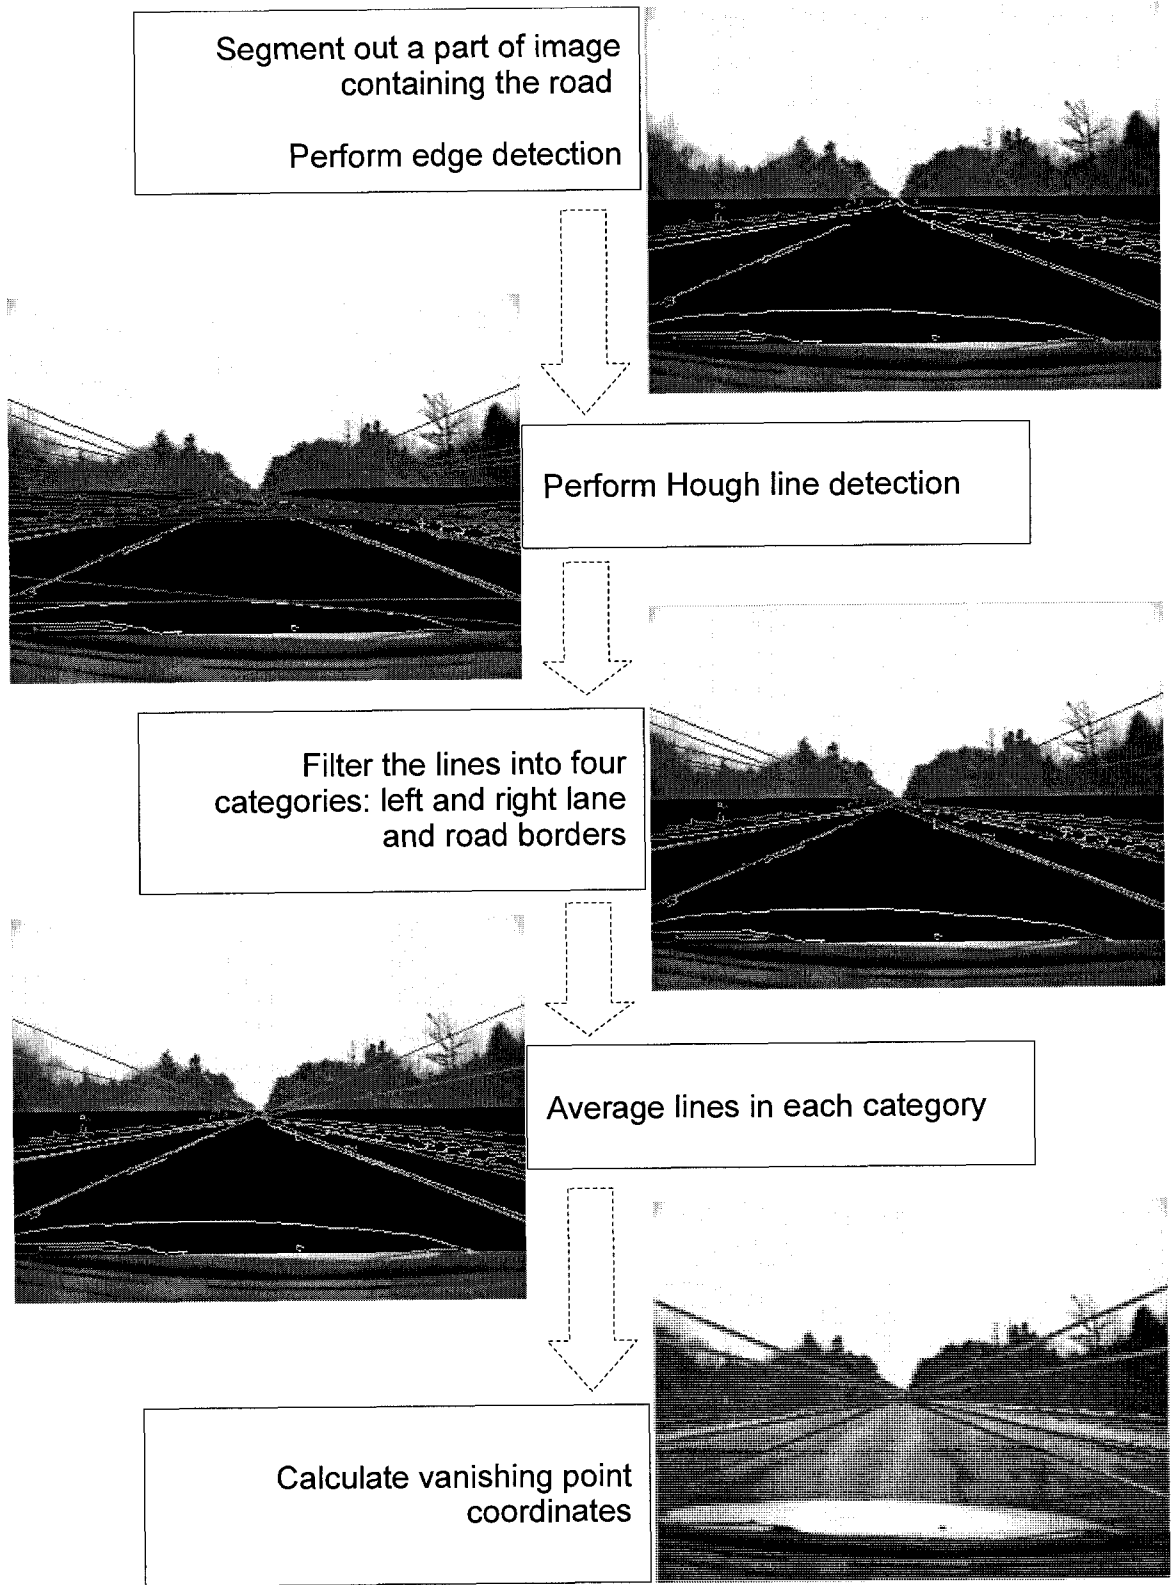 Segment out a part of image
containing the road
Perform edge detection
Perform Hough line detection
Filter the lines into four
categories: left and right lane
and road borders
Average lines in each category
Calculate vanishing point
coordinates